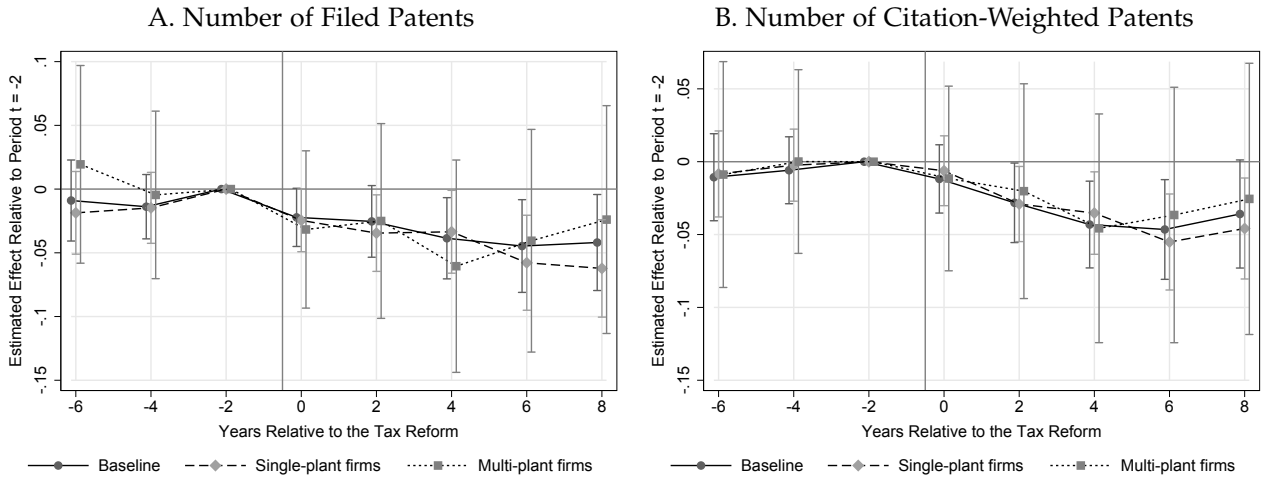 A. Number of Filed Patents
Estimated Effect Relative to Period t = -2
.1
.05
0
-.05
-.1
-.15
-6 -4 -2 0 2 4 6 8
Years Relative to the Tax Reform
Baseline Single-plant firms Multi-plant firms
B. Number of Citation-Weighted Patents
Estimated Effect Relative to Period t = -2
.05
0
-.05
-.1
-.15
-6 -4 -2 0 2 4 6 8
Years Relative to the Tax Reform
Baseline Single-plant firms Multi-plant firms